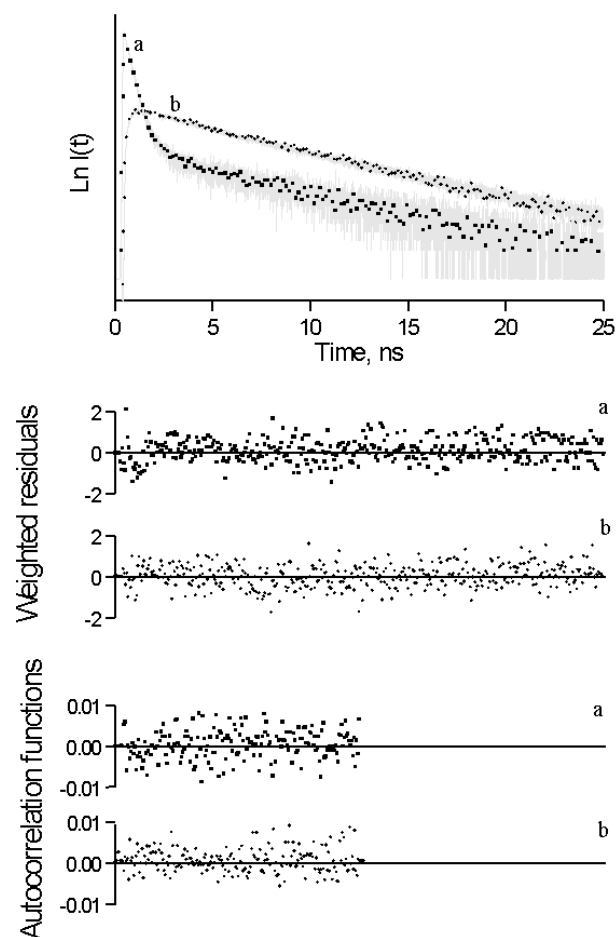 a
b
Ln I(t)
0
5
10
15
20
25
Time, ns
Weighted residuals
2
0
-2
a
2
0
-2
b
Autocorrelation functions
0.01
0.00
-0.01
a
0.01
0.00
-0.01
b